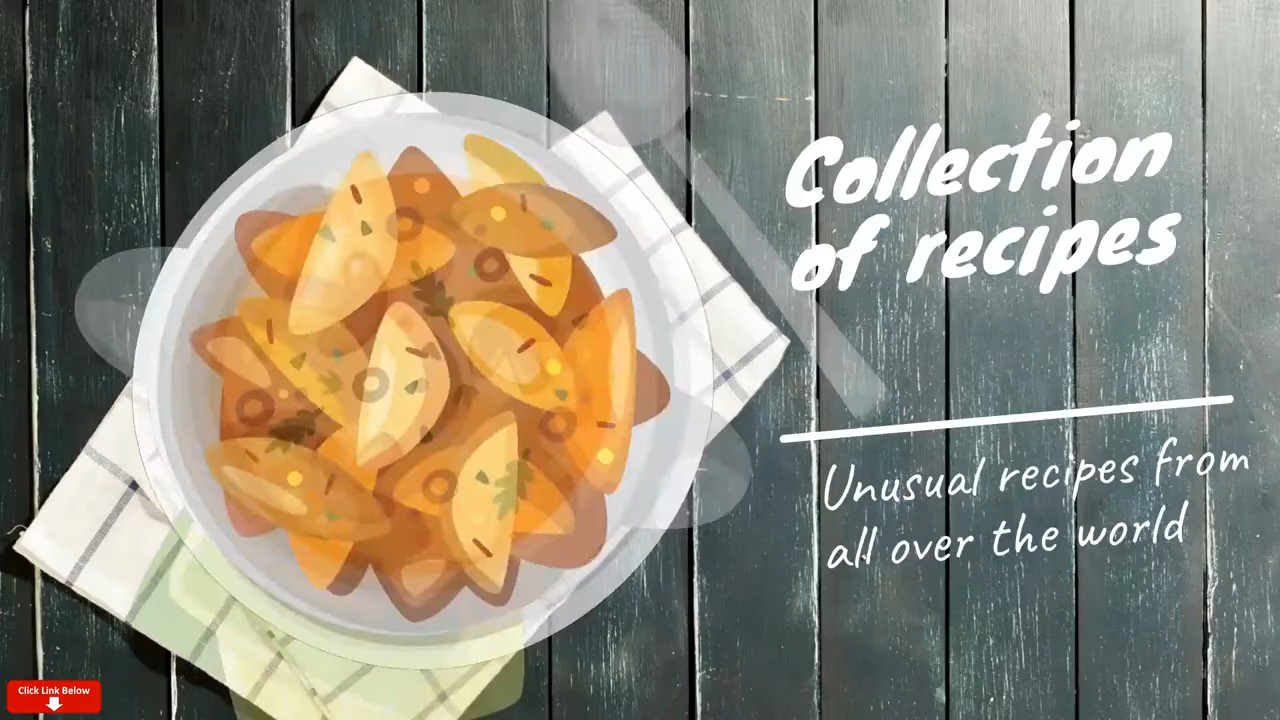 Collection
of recipes
Unusual recipes from
all over the world
Click Link Below